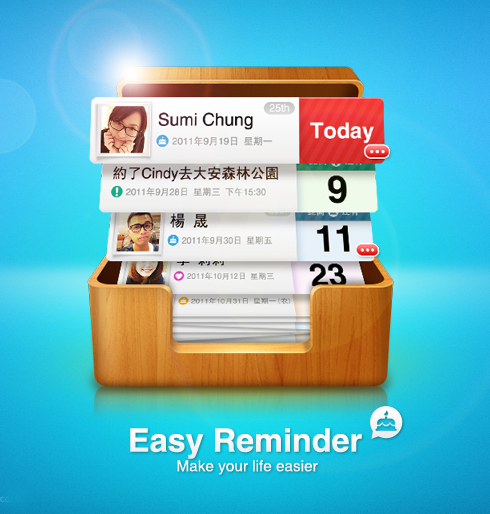 25th
Sumi Chung
2011年9月19日 星期一
Today
約了Cindy去大安森林公園
2011年9月28日 星期三 下午15:30
9
楊 晟
2011年9月30日 星期五
11
李 莉莉
2011年10月12日 星期三
23
2011年10月31日 星期一(农)
Easy Reminder
Make your life easier